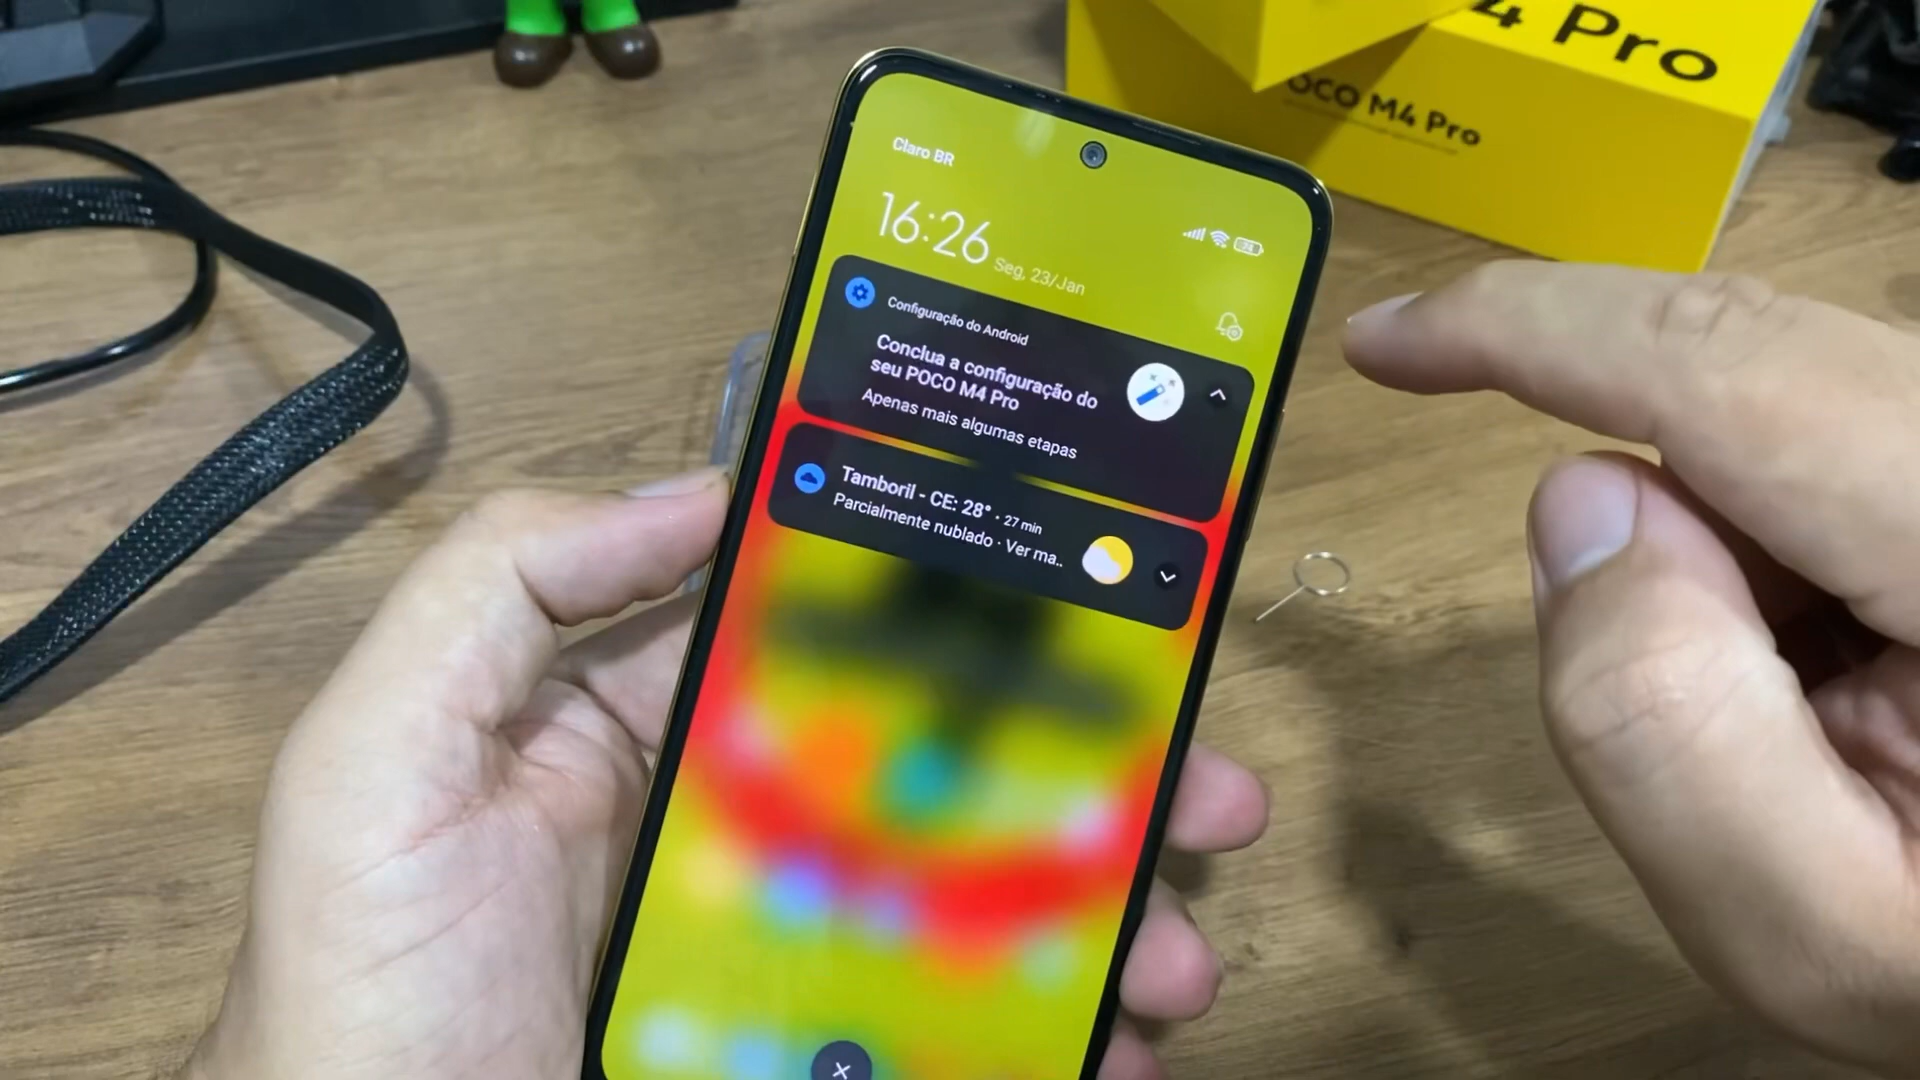 4 Pro
POCO M4 Pro
Claro BR
16:26
Seg, 23/Jan
Configuração do Android
Conclua a configuração do
seu POCO M4 Pro
Apenas mais algumas etapas
Tamboril - CE: 28° · 27 min
Parcialmente nublado · Ver ma..